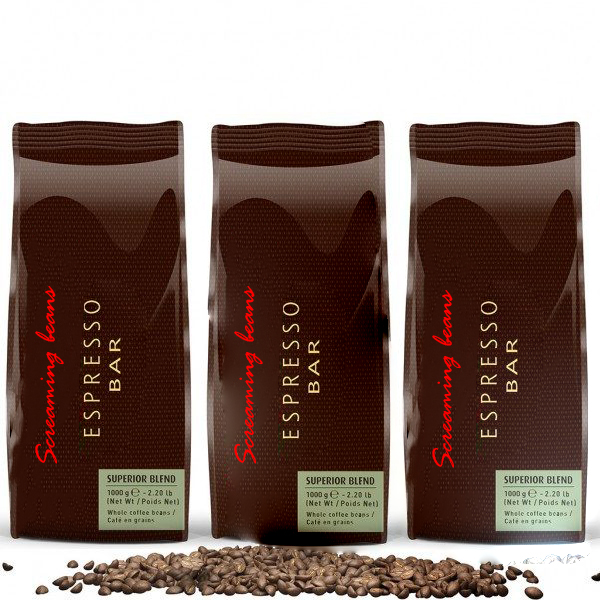 Screaming beans
ESPRESSO
BAR
SUPERIOR BLEND
1000 g ℮ - 2.20 lb
(Net Wt / Poids Net)
Whole coffee beans /
Café en grains
Screaming beans
ESPRESSO
BAR
SUPERIOR BLEND
1000 g ℮ - 2.20 lb
(Net Wt / Poids Net)
Whole coffee beans /
Café en grains
Screaming beans
ESPRESSO
BAR
SUPERIOR BLEND
1000 g ℮ - 2.20 lb
(Net Wt / Poids Net)
Whole coffee beans /
Café en grains